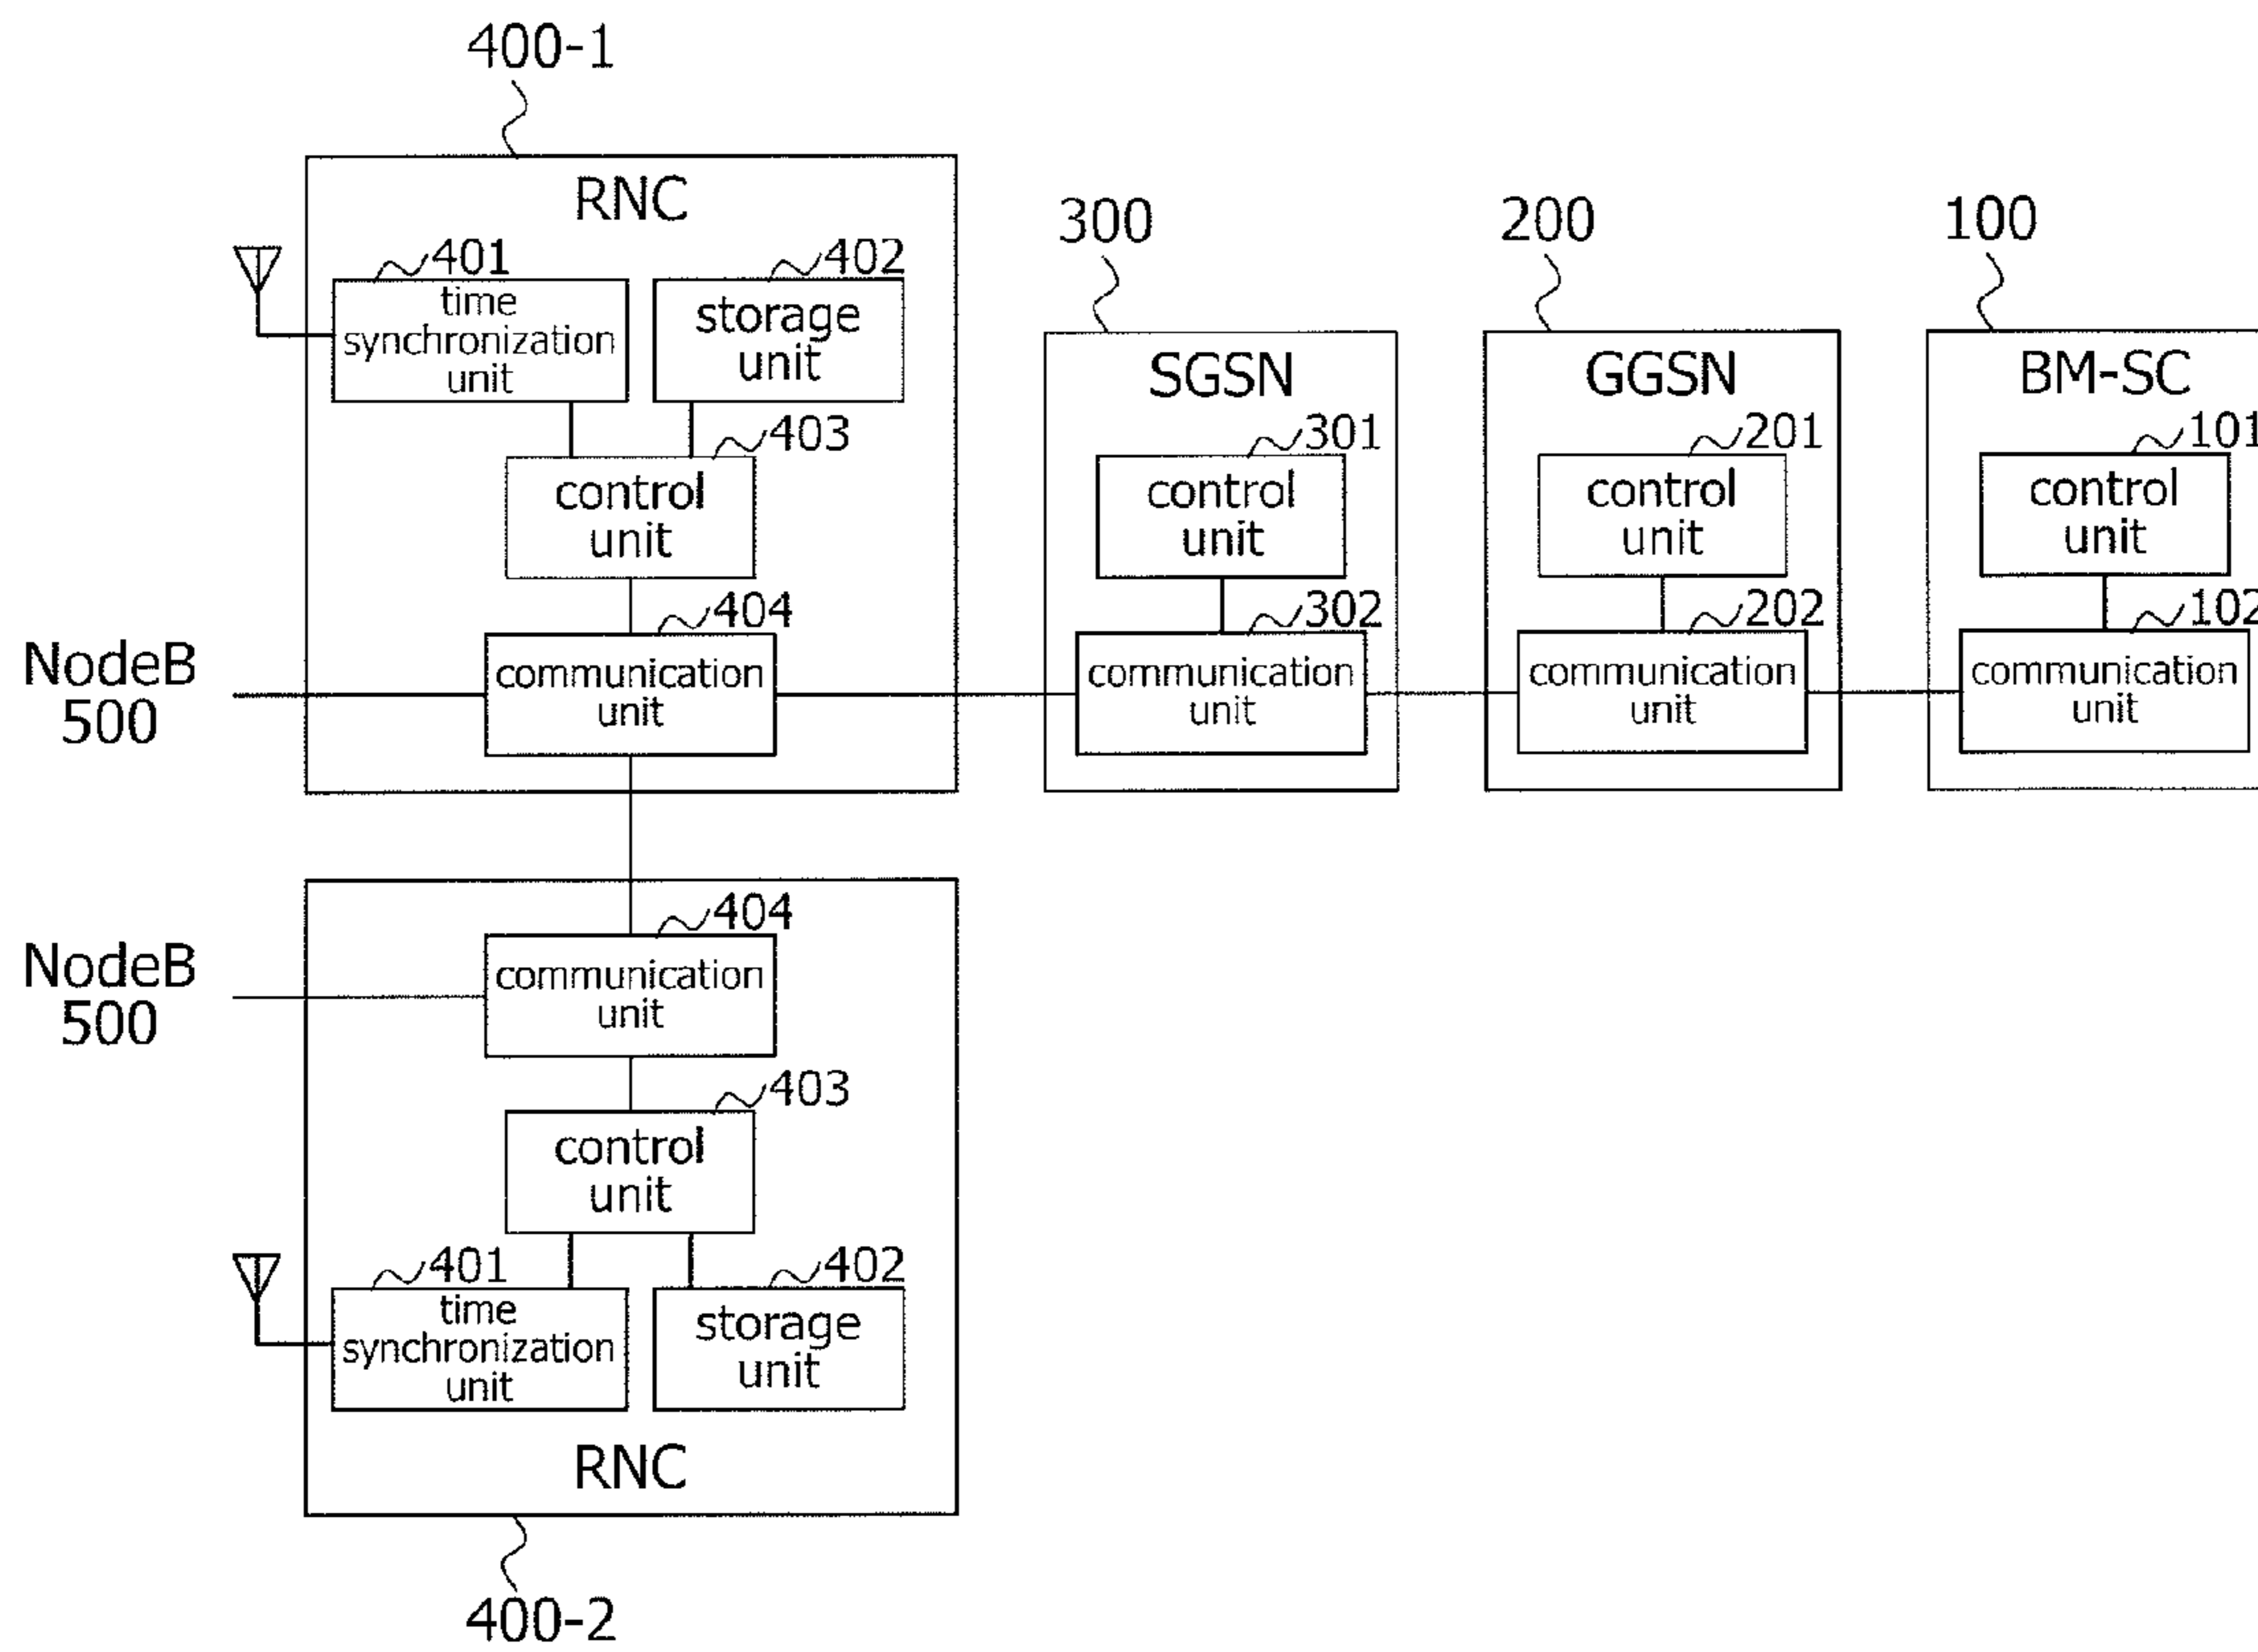 400-1
RNC
401
time
synchronization
unit
402
storage
unit
403
control
unit
404
communication
unit
NodeB
500
300
SGSN
301
control
unit
302
communication
unit
200
GGSN
201
control
unit
202
communication
unit
100
BM-SC
101
control
unit
102
communication
unit
NodeB
500
404
communication
unit
403
control
unit
401
time
synchronization
unit
402
storage
unit
RNC
400-2